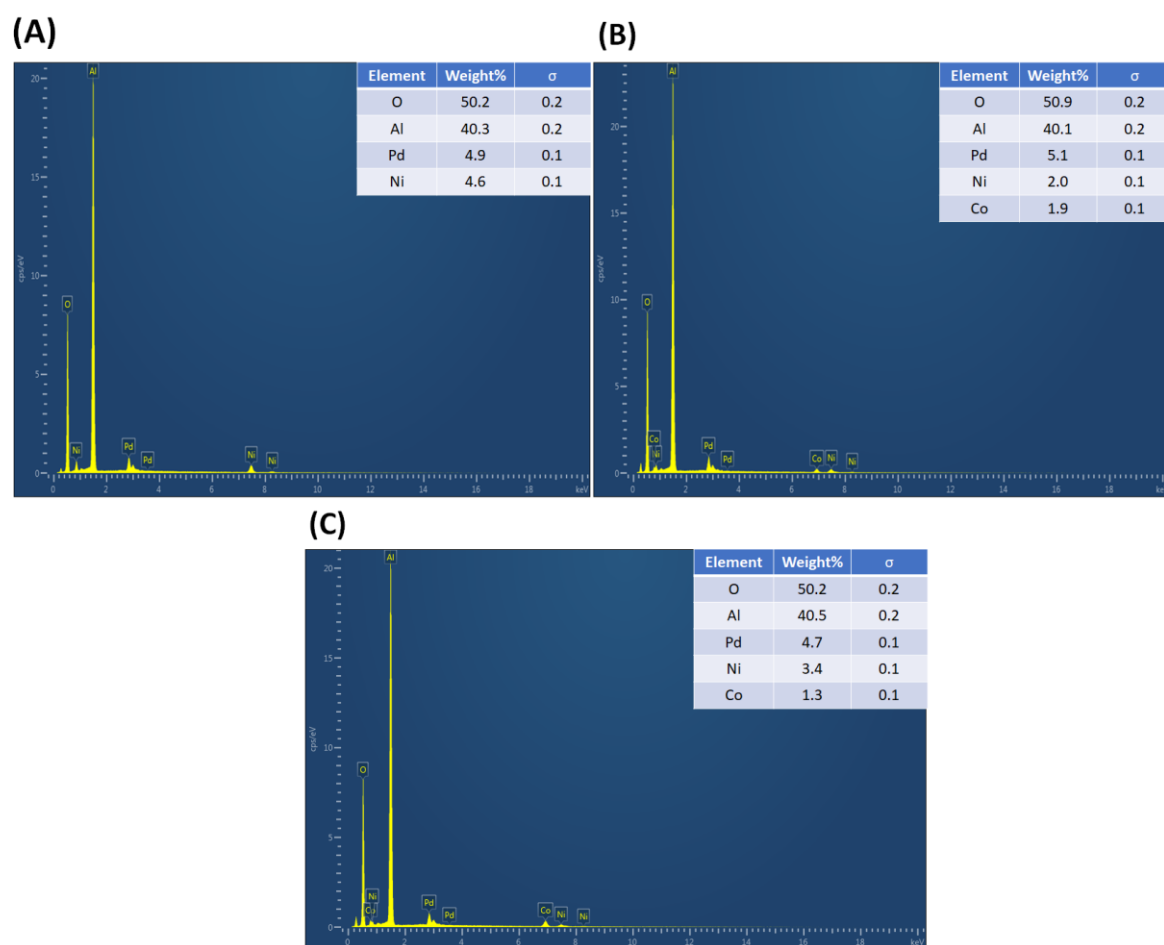 (A)
Element Weight% σ
O 50.2 0.2
Al 40.3 0.2
Pd 4.9 0.1
Ni 4.6 0.1
Al
20
15
10
5
0
cps/eV
O
Ni
Pd
Pd
Ni
Ni
0 2 4 6 8 10 12 14 16 18 keV
(B)
Element Weight% σ
O 50.9 0.2
Al 40.1 0.2
Pd 5.1 0.1
Ni 2.0 0.1
Co 1.9 0.1
Al
20
15
10
5
0
cps/eV
O
Co
Ni
Pd
Pd
Co
Ni
Ni
0 2 4 6 8 10 12 14 16 18 keV
(C)
Element Weight% σ
O 50.2 0.2
Al 40.5 0.2
Pd 4.7 0.1
Ni 3.4 0.1
Co 1.3 0.1
Al
20
15
10
5
0
cps/eV
O
Ni
Co
Pd
Pd
Co
Ni
Ni
0 2 4 6 8 10 12 14 16 18 keV